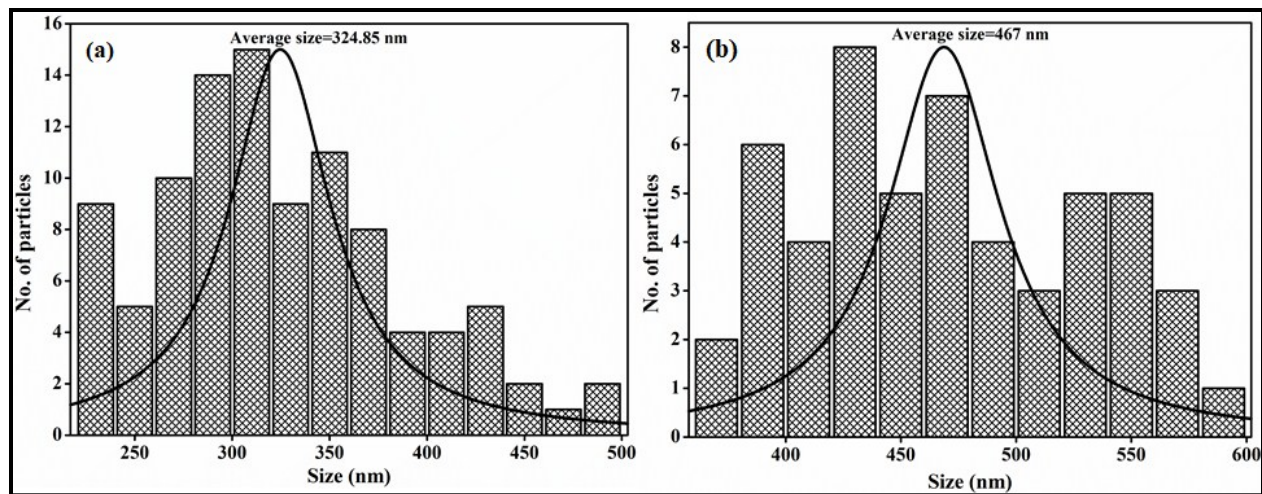 (a)
Average size=324.85 nm
16
14
12
10
8
6
4
2
0
No. of particles
250 300 350 400 450 500
Size (nm)
(b)
Average size=467 nm
8
7
6
5
4
3
2
1
0
No. of particles
400 450 500 550 600
Size (nm)